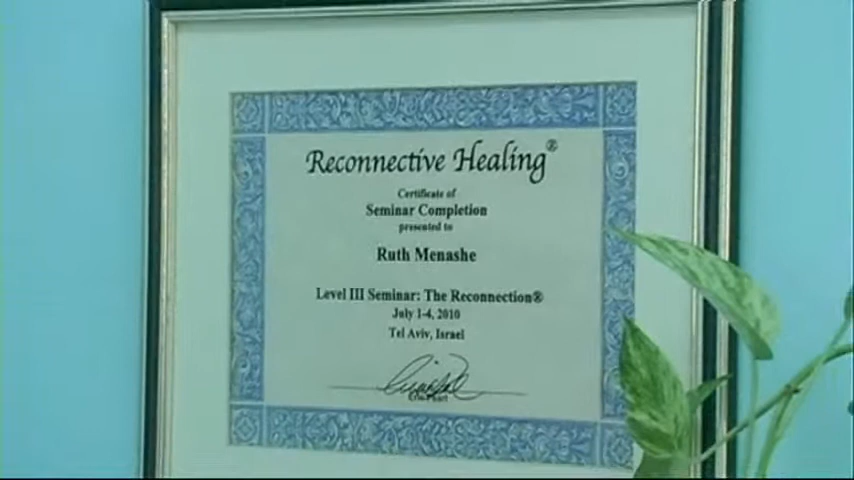 Reconnective Healing®
Certificate of
Seminar Completion
presented to
Ruth Menashe
Level III Seminar: The Reconnection®
July 1-4, 2010
Tel Aviv, Israel